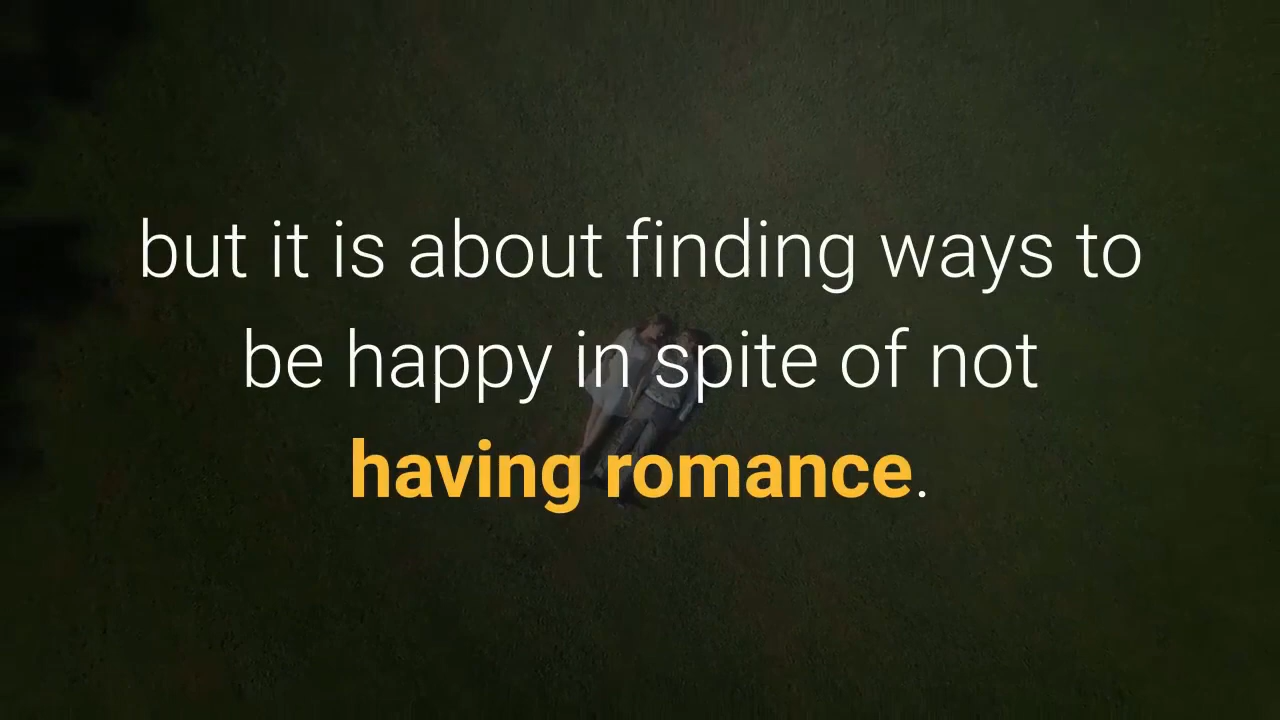 but it is about finding ways to
be happy in spite of not
having romance.